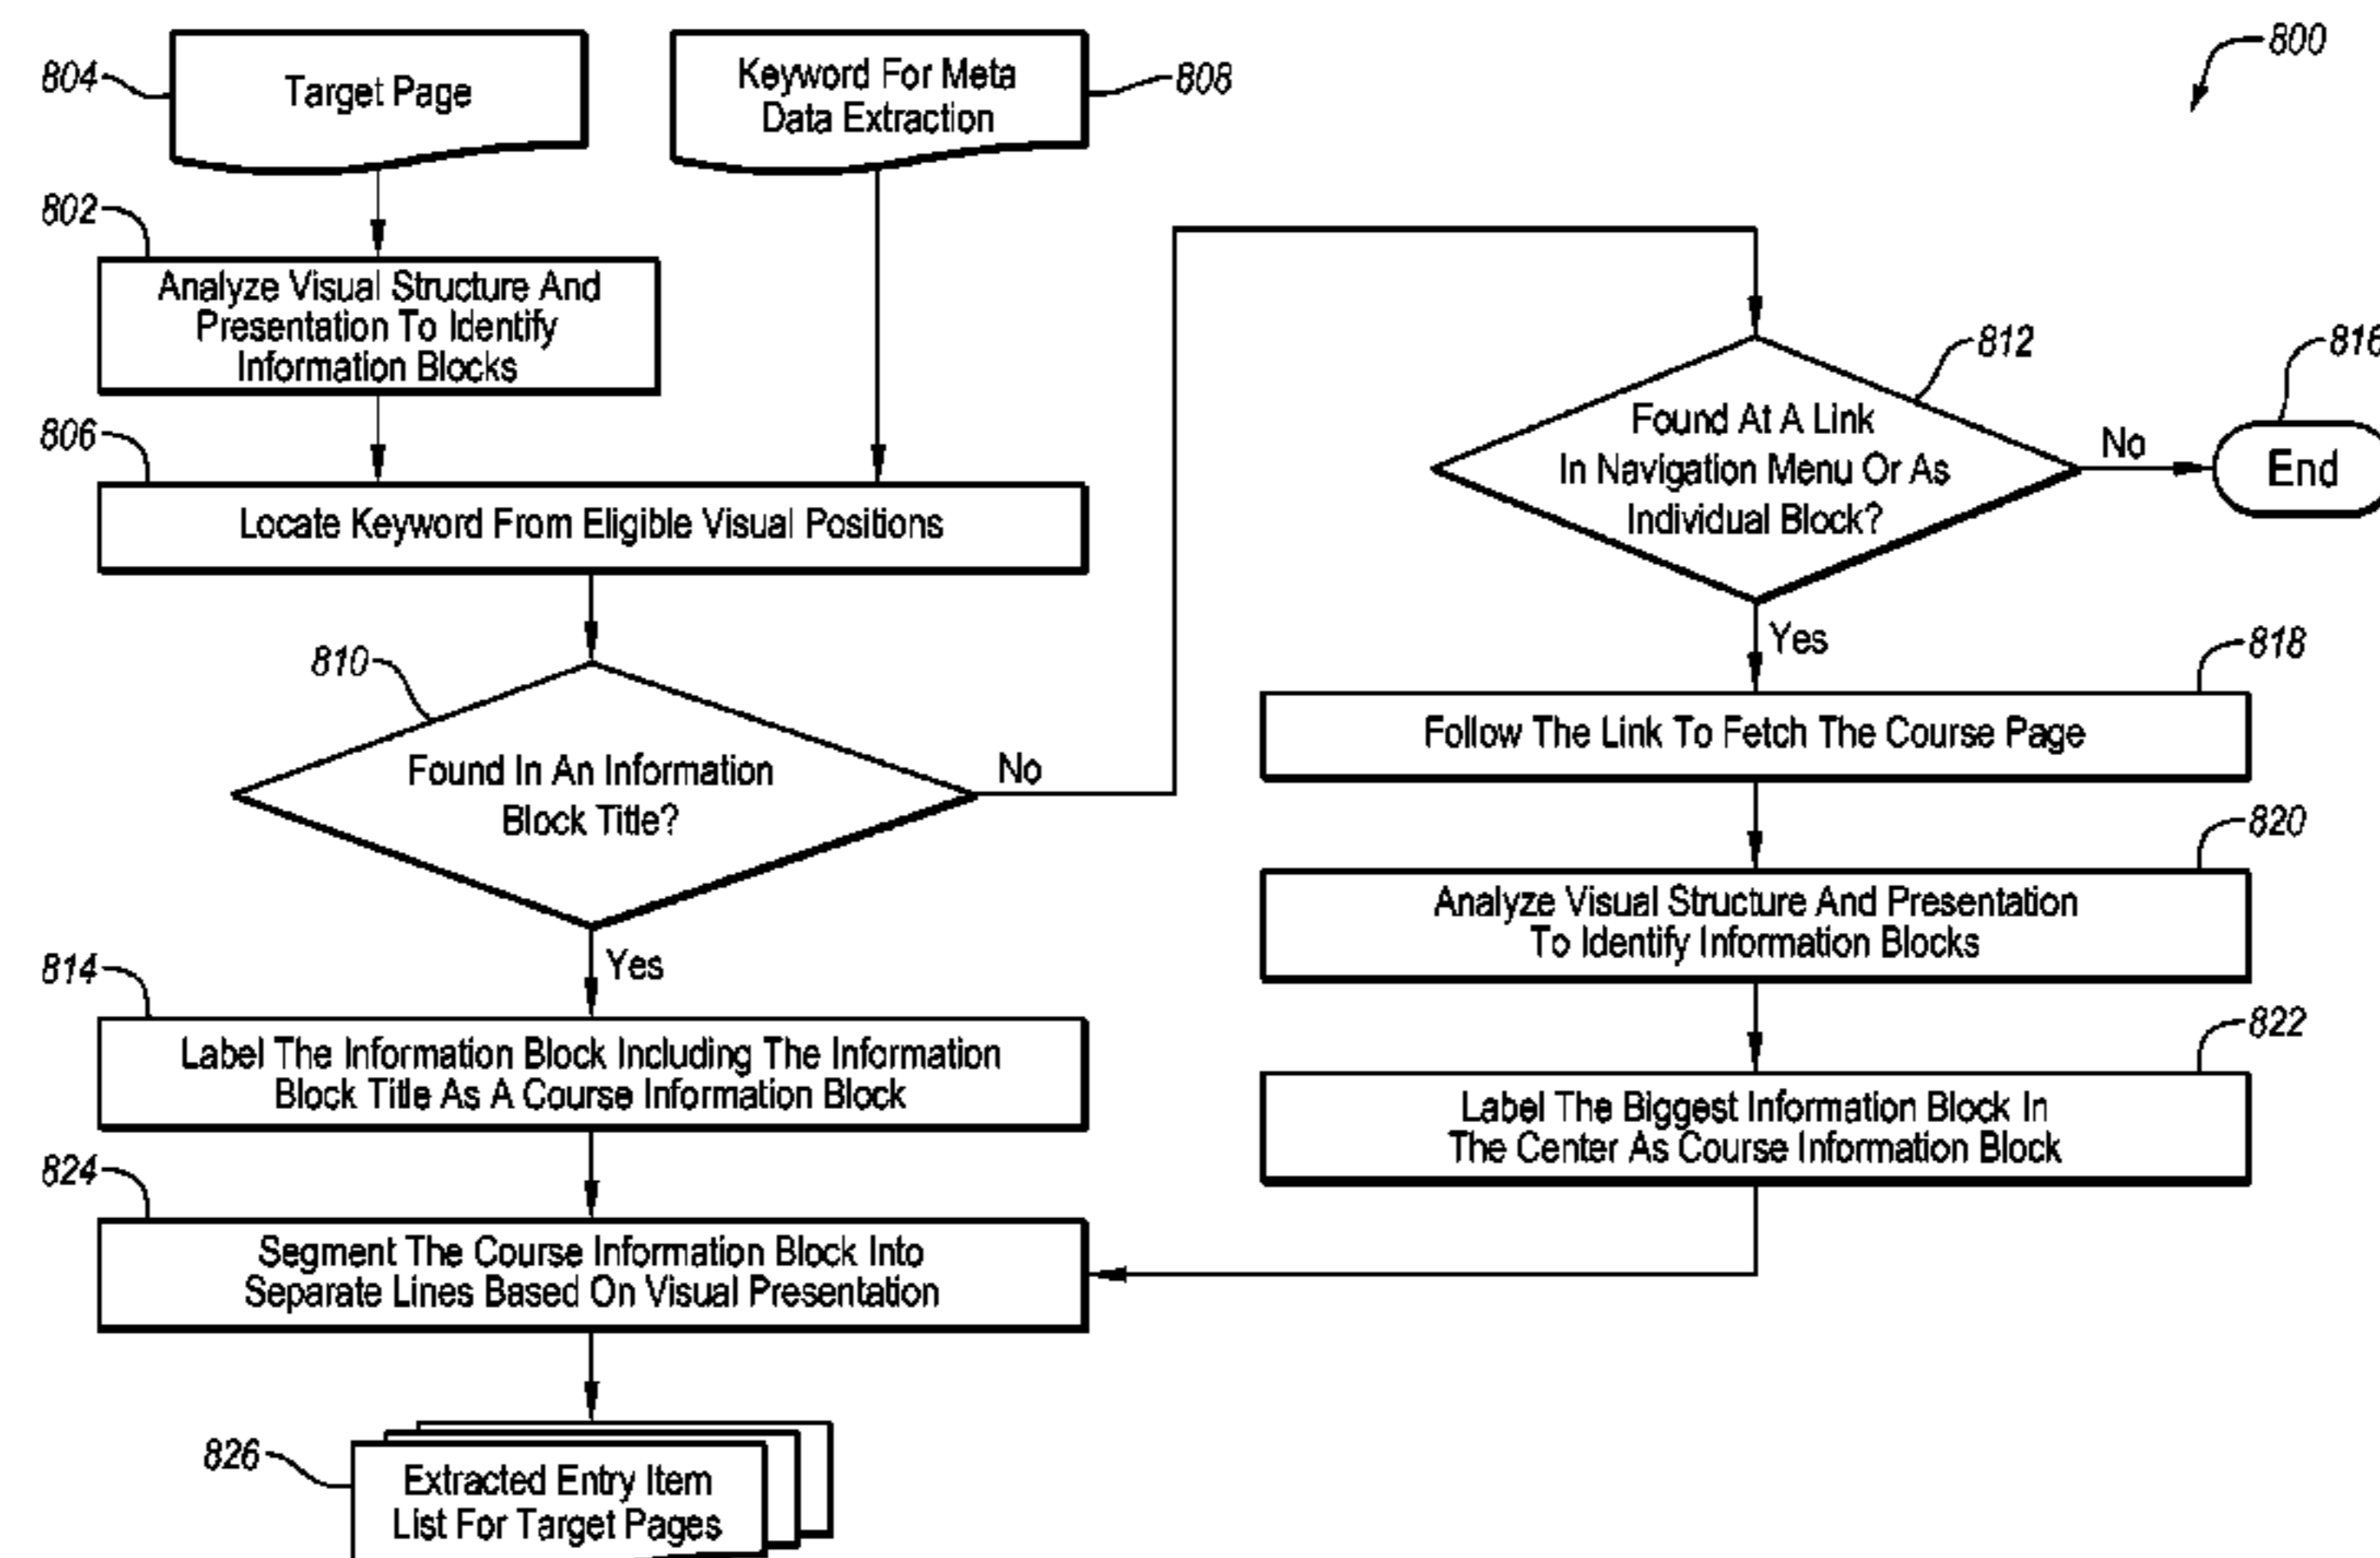 800
804
Target Page
Keyword For Meta
Data Extraction
808
802
Analyze Visual Structure And
Presentation To Identify
Information Blocks
806
Locate Keyword From Eligible Visual Positions
810
Found In An Information
Block Title?
No
Yes
812
Found At A Link
In Navigation Menu Or As
Individual Block?
No
816
End
Yes
818
Follow The Link To Fetch The Course Page
820
Analyze Visual Structure And Presentation
To Identify Information Blocks
822
Label The Biggest Information Block In
The Center As Course Information Block
814
Label The Information Block Including The Information
Block Title As A Course Information Block
824
Segment The Course Information Block Into
Separate Lines Based On Visual Presentation
826
Extracted Entry Item
List For Target Pages